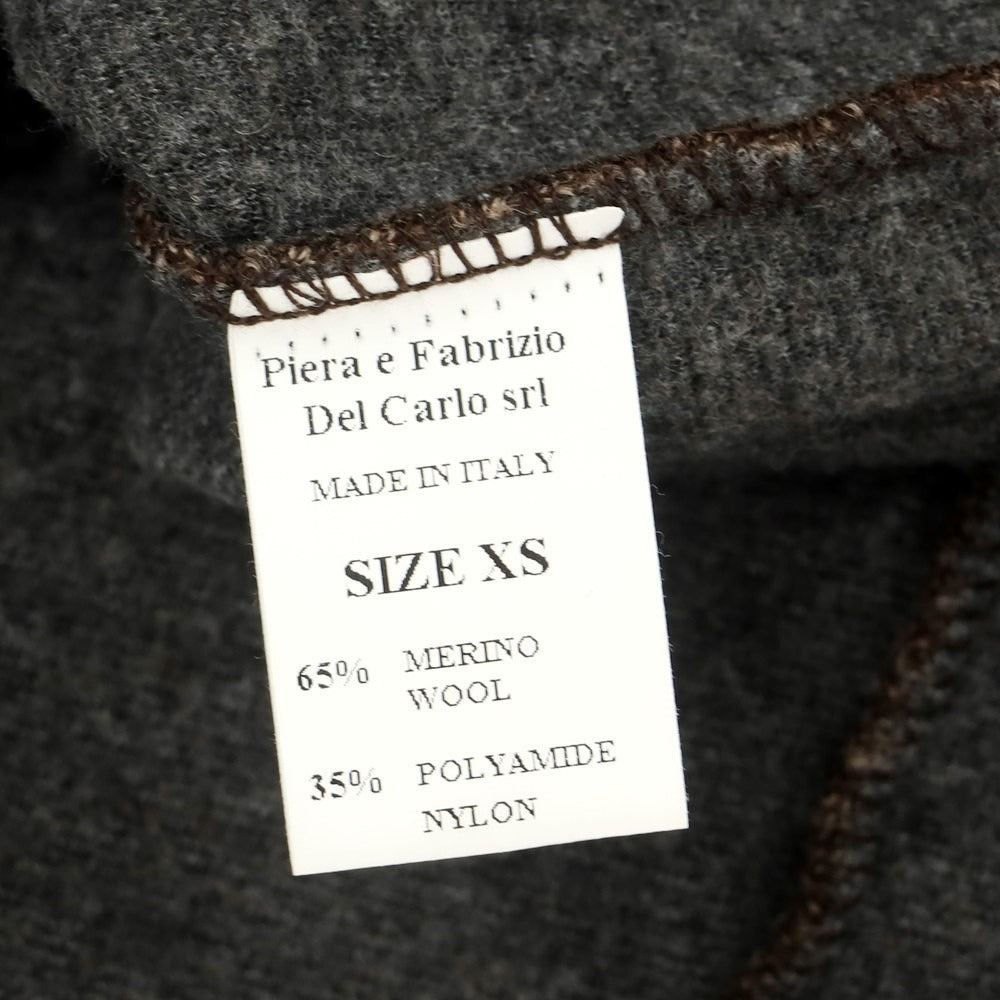 Piera e Fabrizio
Del Carlo srl
MADE IN ITALY
SIZE XS
65% MERINO
WOOL
35% POLYAMIDE
NYLON